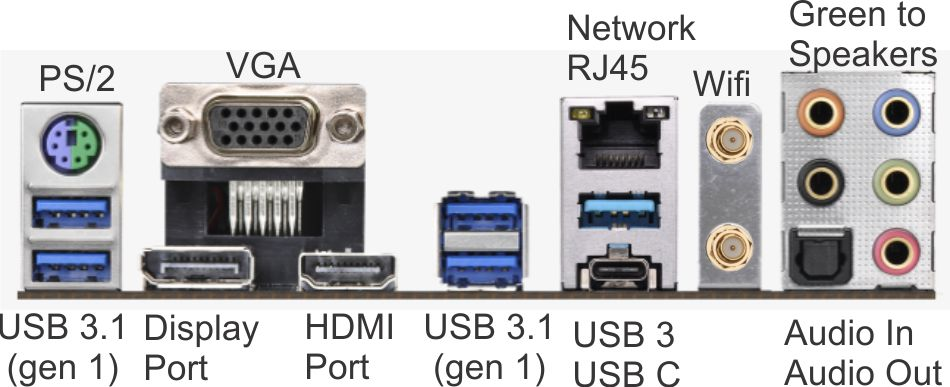 PS/2
VGA
Network
RJ45
Wifi
Green to
Speakers
USB 3.1
(gen 1)
Display
Port
HDMI
Port
USB 3.1
(gen 1)
USB 3
USB C
Audio In
Audio Out